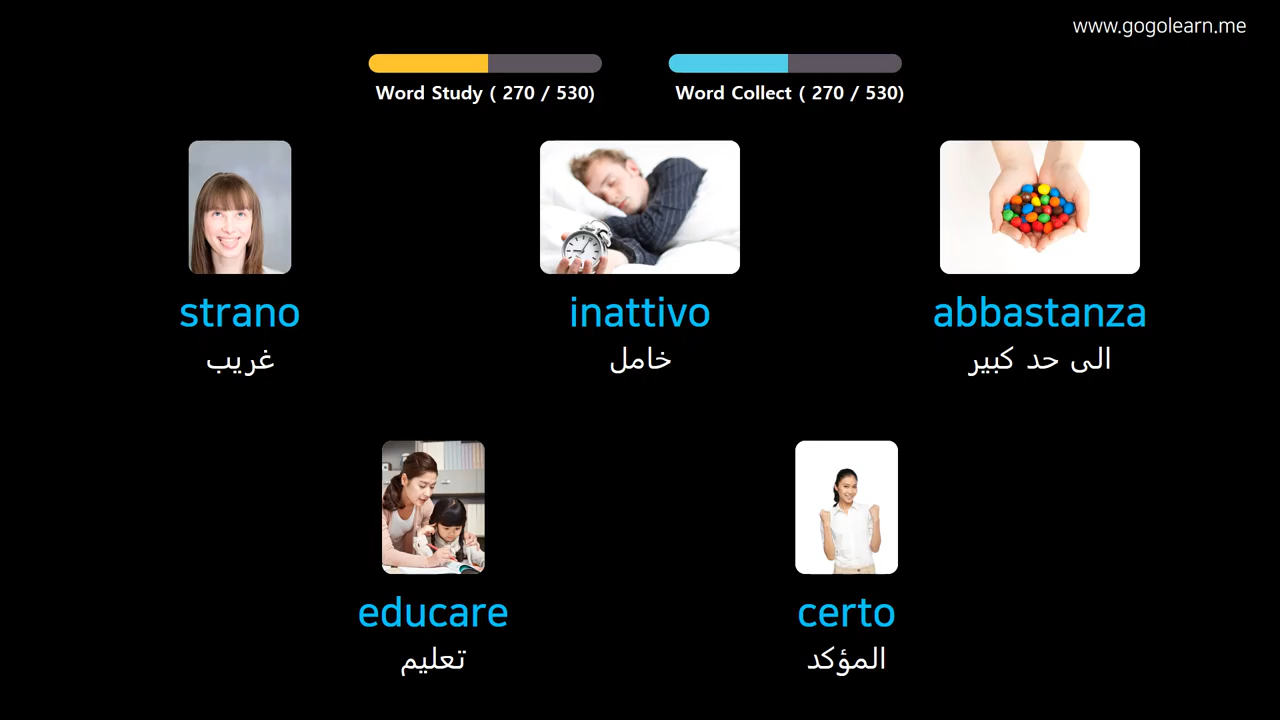 www.gogolearn.me
Word Study ( 270 / 530)
Word Collect ( 270 / 530)
strano
غريب
inattivo
خامل
abbastanza
الى حد كبير
educare
تعليم
certo
المؤكد